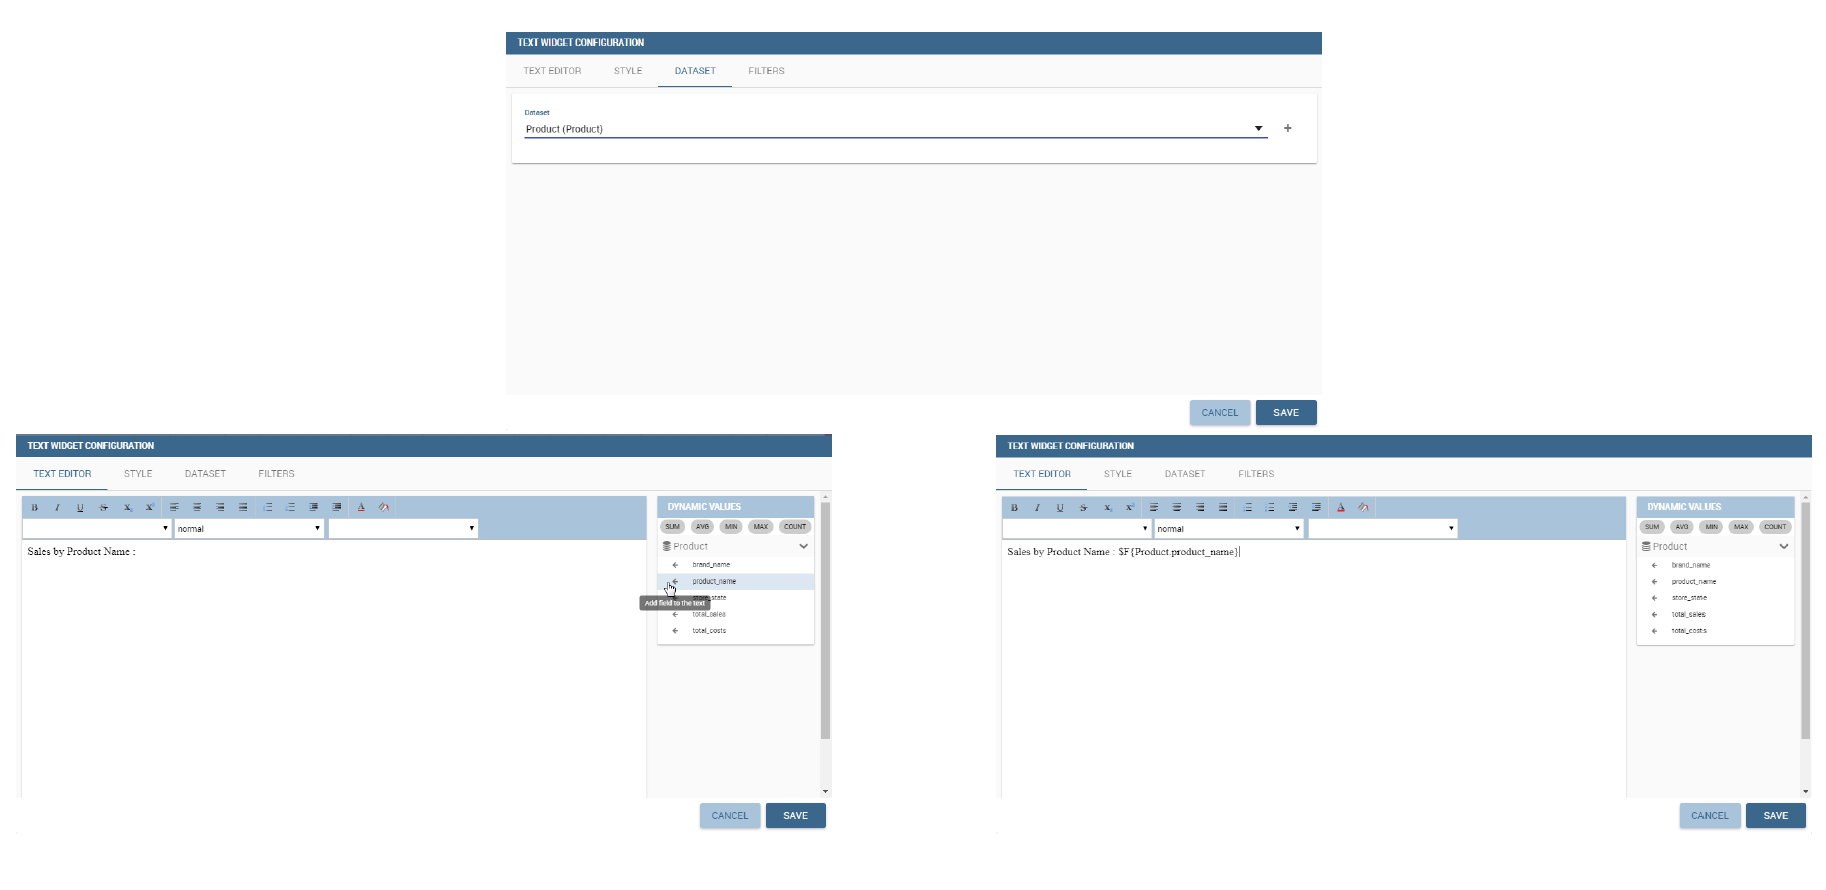 TEXT WIDGET CONFIGURATION
TEXT EDITOR STYLE DATASET FILTERS
Dataset
Product (Product)
+
CANCEL SAVE
TEXT WIDGET CONFIGURATION
TEXT EDITOR STYLE DATASET FILTERS
B I U S X₂ X² A
normal
Sales by Product Name :
DYNAMIC VALUES
SUM AVG MIN MAX COUNT
Product
brand_name
product_name
store_state
Add field to the text
total_sales
total_costs
CANCEL SAVE
TEXT WIDGET CONFIGURATION
TEXT EDITOR STYLE DATASET FILTERS
B I U S X₂ X² A
normal
Sales by Product Name : $F{Product.product_name}
DYNAMIC VALUES
SUM AVG MIN MAX COUNT
Product
brand_name
product_name
store_state
total_sales
total_costs
CANCEL SAVE